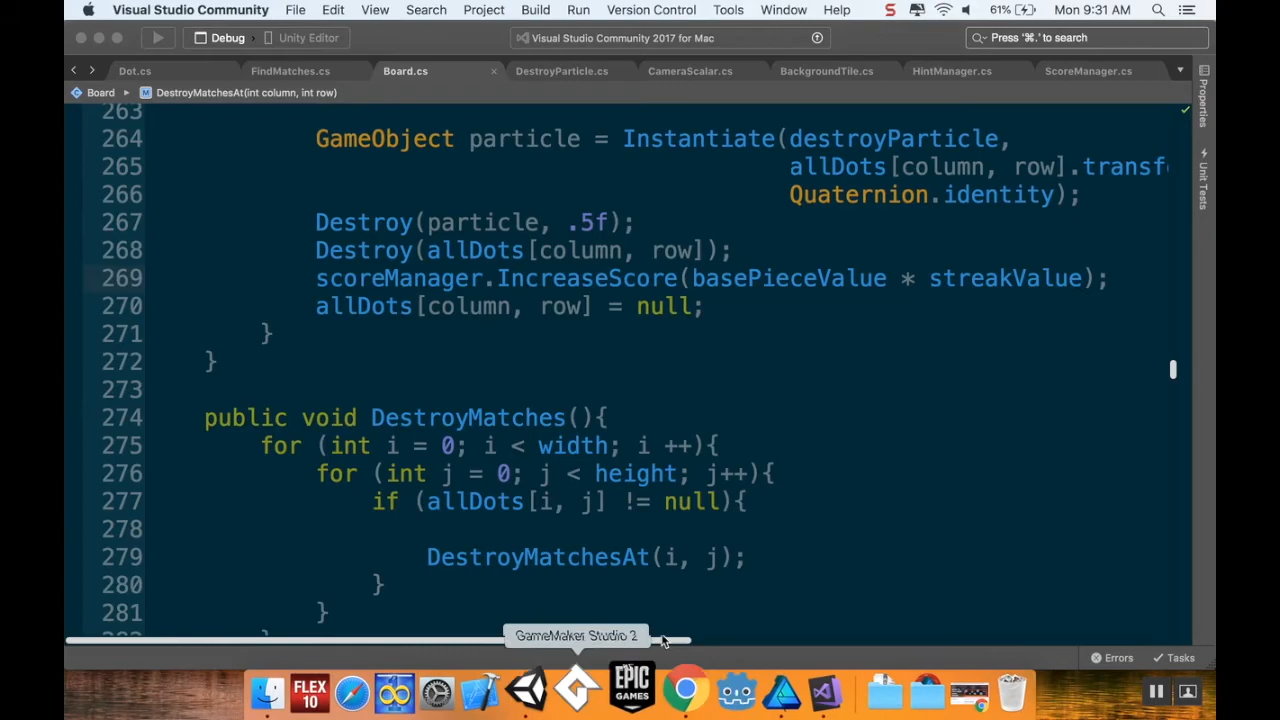 Visual Studio Community File Edit View Search Project Build Run Version Control Tools Window Help S 61% Mon 9:31 AM
Debug Unity Editor Visual Studio Community 2017 for Mac Press '⌘.' to search
Dot.cs FindMatches.cs Board.cs × DestroyParticle.cs CameraScalar.cs BackgroundTile.cs HintManager.cs ScoreManager.cs
Board ▸ M DestroyMatchesAt(int column, int row)
Properties
Unit Tests
263
264 GameObject particle = Instantiate(destroyParticle,
265 allDots[column, row].transf
266 Quaternion.identity);
267 Destroy(particle, .5f);
268 Destroy(allDots[column, row]);
269 scoreManager.IncreaseScore(basePieceValue * streakValue);
270 allDots[column, row] = null;
271 }
272 }
273
274 public void DestroyMatches(){
275 for (int i = 0; i < width; i ++){
276 for (int j = 0; j < height; j++){
277 if (allDots[i, j] != null){
278
279 DestroyMatchesAt(i, j);
280 }
281 }
GameMaker Studio 2
Errors Tasks
FLEX
10
EPIC
GAMES